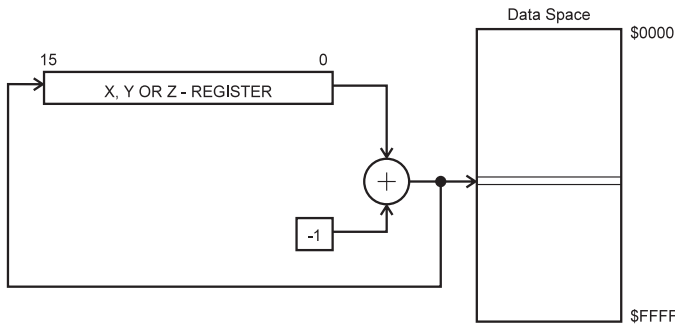 Data Space
$0000
15
0
X, Y OR Z - REGISTER
+
-1
$FFFF